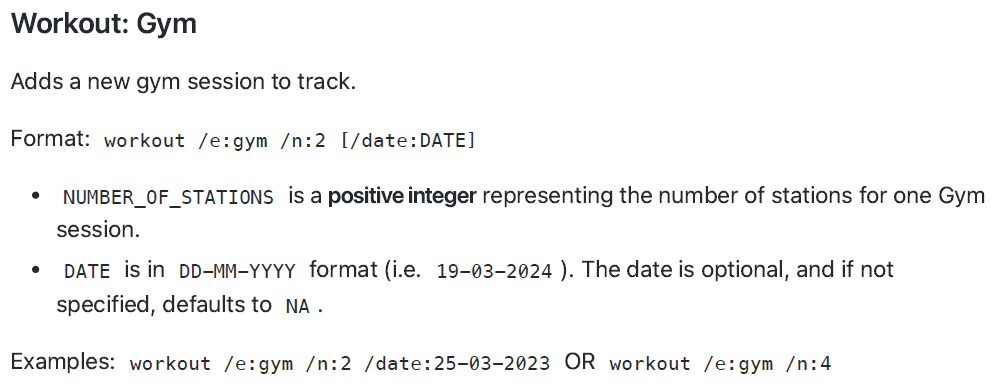 Workout: Gym
Adds a new gym session to track.
Format: workout /e:gym /n:2 [/date:DATE]
• NUMBER_OF_STATIONS is a positive integer representing the number of stations for one Gym
session.
• DATE is in DD-MM-YYYY format (i.e. 19-03-2024 ). The date is optional, and if not
specified, defaults to NA .
Examples: workout /e:gym /n:2 /date:25-03-2023 OR workout /e:gym /n:4